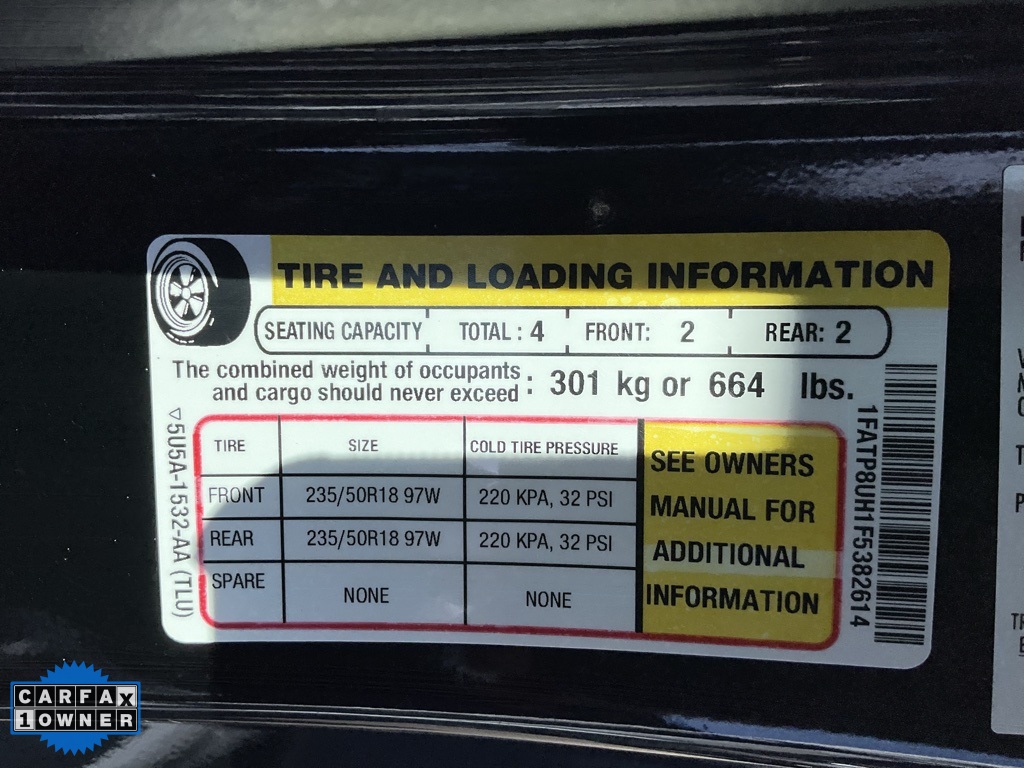 TIRE AND LOADING INFORMATION
SEATING CAPACITY TOTAL : 4 FRONT: 2 REAR: 2
The combined weight of occupants
and cargo should never exceed : 301 kg or 664 lbs.
TIRE SIZE COLD TIRE PRESSURE
FRONT 235/50R18 97W 220 KPA, 32 PSI
REAR 235/50R18 97W 220 KPA, 32 PSI
SPARE NONE NONE
SEE OWNERS
MANUAL FOR
ADDITIONAL
INFORMATION
5U5A-1532-AA (TLU)
1FATP8UH1F5382614
CARFAX
1 OWNER